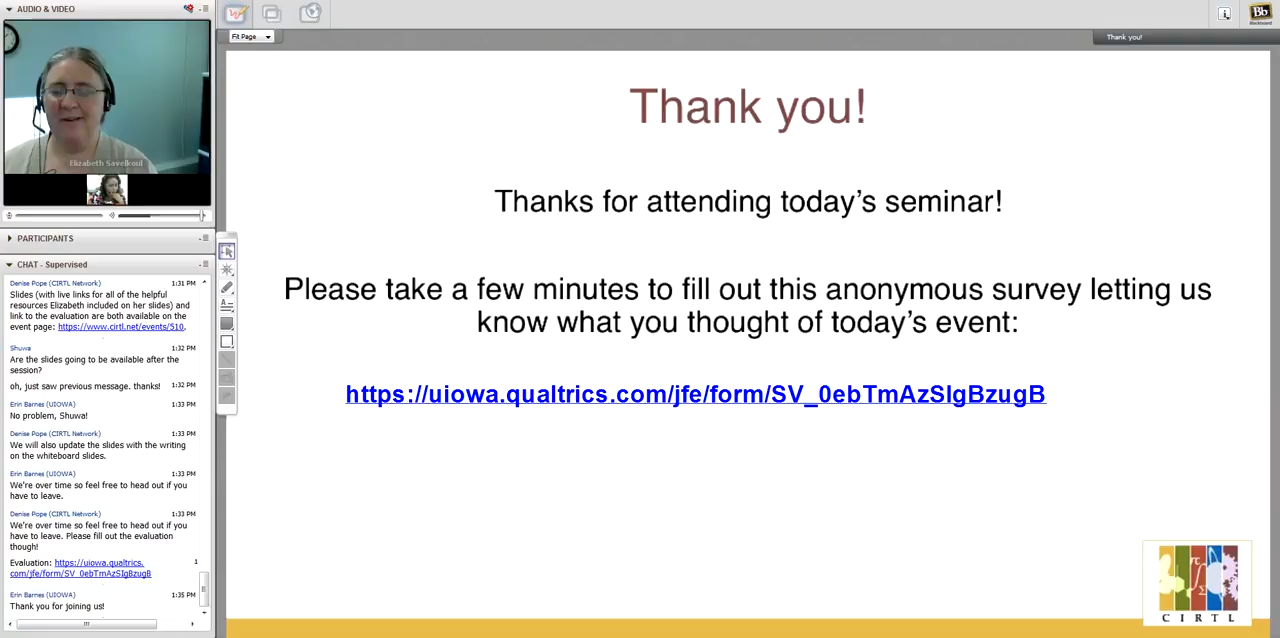 AUDIO & VIDEO
Elizabeth Savelkoul
PARTICIPANTS
CHAT - Supervised
Denise Pope (CIRTL Network) 1:31 PM
Slides (with live links for all of the helpful
resources Elizabeth included on her slides) and
link to the evaluation are both available on the
event page: https://www.cirtl.net/events/510.
Shuwa 1:32 PM
Are the slides going to be available after the
session?
oh, just saw previous message. thanks! 1:32 PM
Erin Barnes (UIOWA) 1:33 PM
No problem, Shuwa!
Denise Pope (CIRTL Network) 1:33 PM
We will also update the slides with the writing
on the whiteboard slides.
Erin Barnes (UIOWA) 1:33 PM
We're over time so feel free to head out if you
have to leave.
Denise Pope (CIRTL Network) 1:33 PM
We're over time so feel free to head out if you
have to leave. Please fill out the evaluation
though!
Evaluation: https://uiowa.qualtrics. 1
com/jfe/form/SV_0ebTmAzSIgBzugB
Erin Barnes (UIOWA) 1:35 PM
Thank you for joining us!
Fit Page
Bb
Blackboard
Thank you!
Thank you!
Thanks for attending today's seminar!
Please take a few minutes to fill out this anonymous survey letting us
know what you thought of today's event:
https://uiowa.qualtrics.com/jfe/form/SV_0ebTmAzSIgBzugB
CIRTL